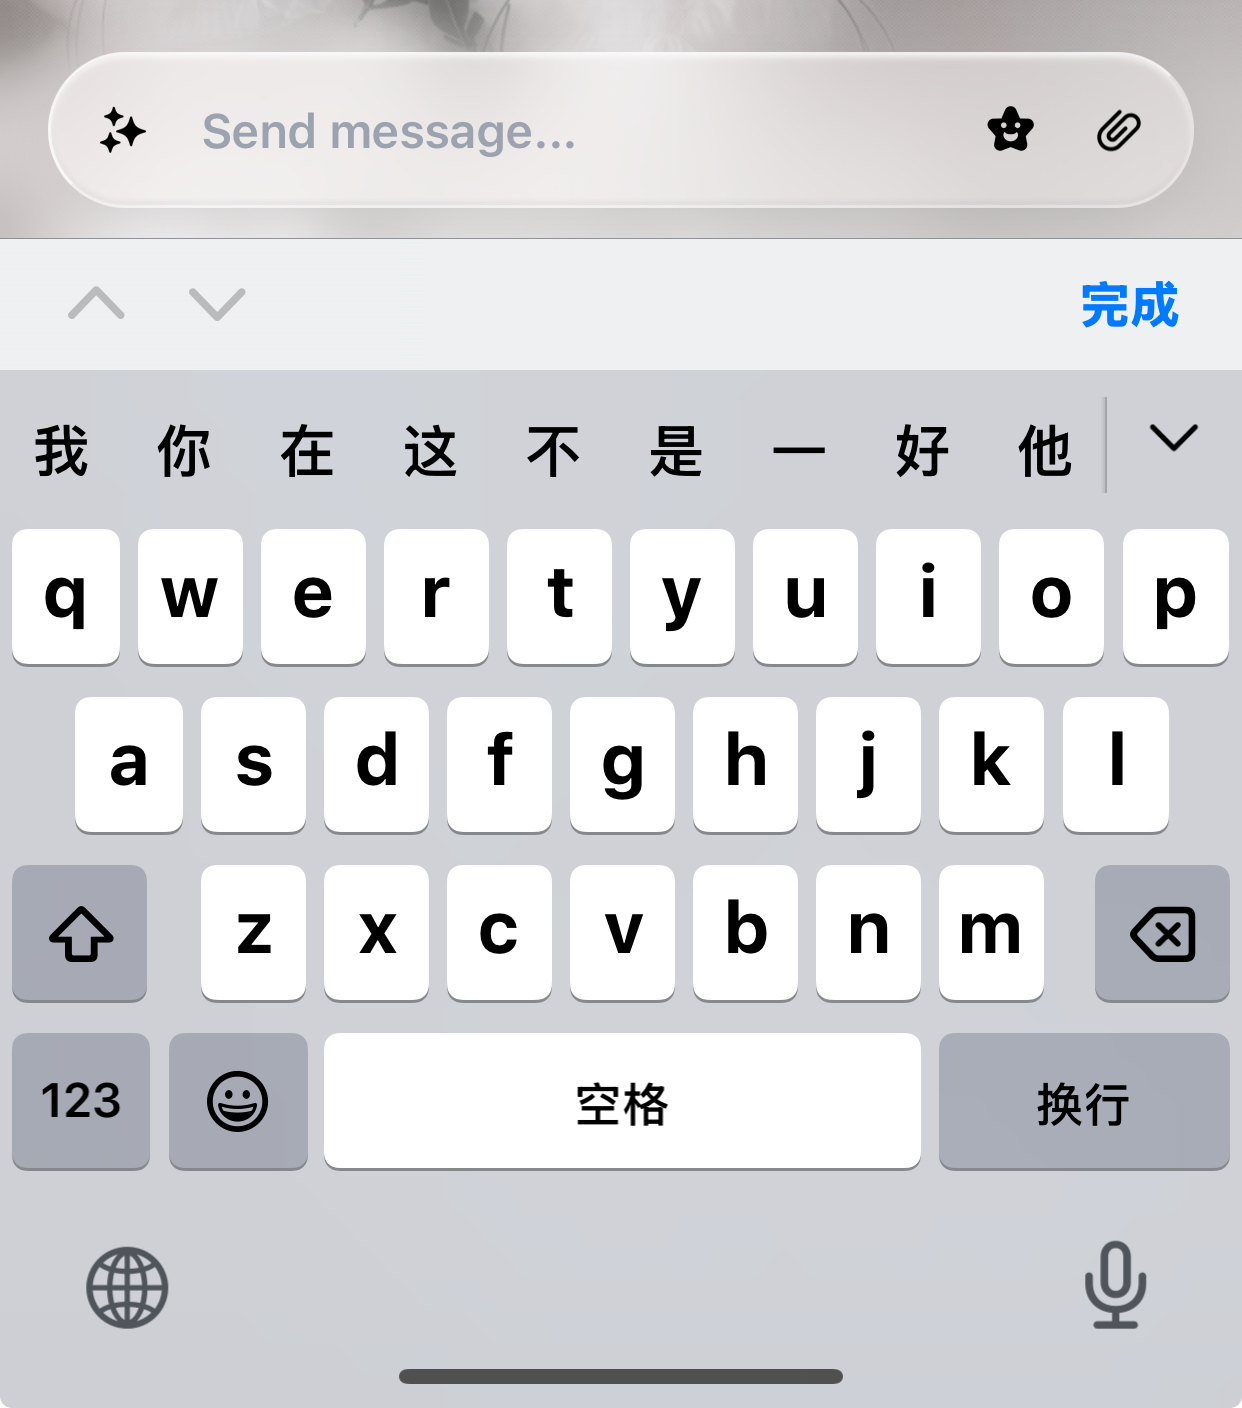 Send message...
完成
我 你 在 这 不 是 一 好 他
q w e r t y u i o p
a s d f g h j k l
z x c v b n m
123 空格 换行